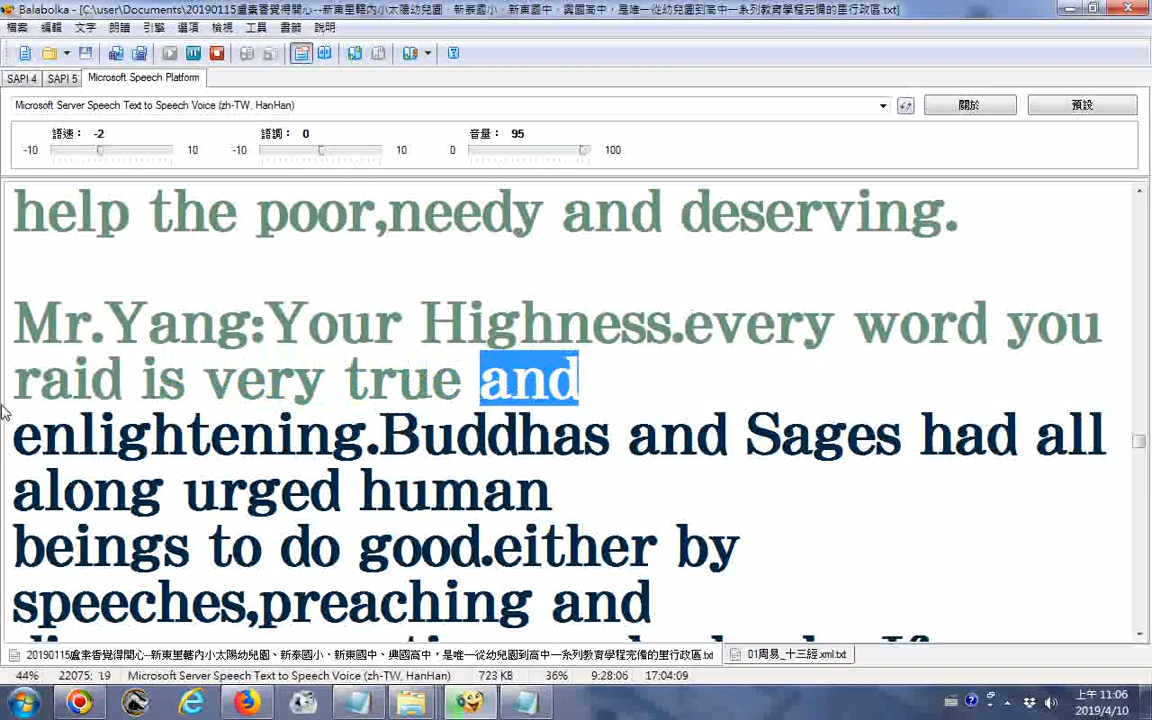 Balabolka - [C:\user\Documents\20190115盧素香覺得開心--新東里轄內小太陽幼兒園、新泰國小、新東國中、興國高中，是唯一從幼兒園到高中一系列教育學程完備的里行政區.txt]
檔案 編輯 文字 朗讀 引擎 選項 檢視 工具 書籤 說明
SAPI 4 SAPI 5 Microsoft Speech Platform
Microsoft Server Speech Text to Speech Voice (zh-TW, HanHan) 關於 預設
語速： -2 語調： 0 音量： 95
-10 10 -10 10 0 100
help the poor,needy and deserving.
Mr.Yang:Your Highness.every word you
raid is very true and
enlightening.Buddhas and Sages had all
along urged human
beings to do good.either by
speeches,preaching and
20190115盧素香覺得開心--新東里轄內小太陽幼兒園、新泰國小、新東國中、興國高中，是唯一從幼兒園到高中一系列教育學程完備的里行政區.txt 01周易_十三經.xml.txt
44% 22075: 19 Microsoft Server Speech Text to Speech Voice (zh-TW, HanHan) 723 KB 36% 9:28:06 17:04:09
上午 11:06
2019/4/10